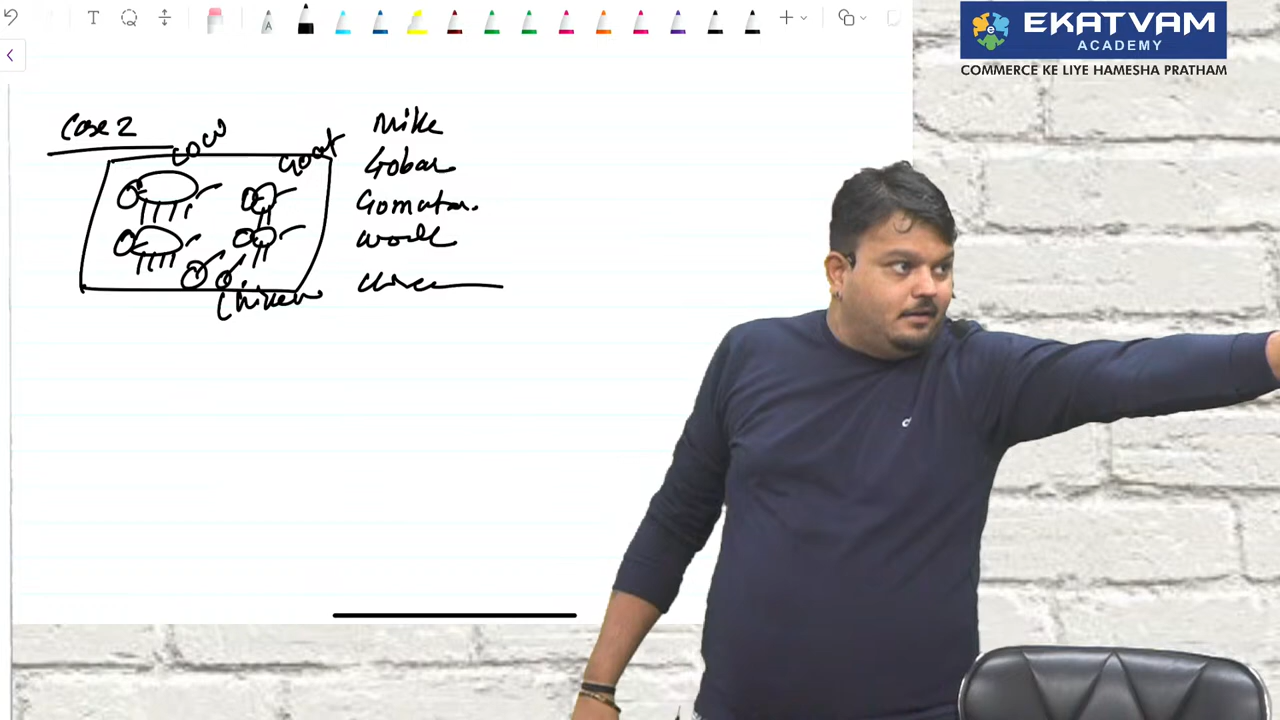 EKATVAM
ACADEMY
COMMERCE KE LIYE HAMESHA PRATHAM
T
A
Case 2
Cow
Goat
Chicken
Milk
Gobar
Gomutra.
wool